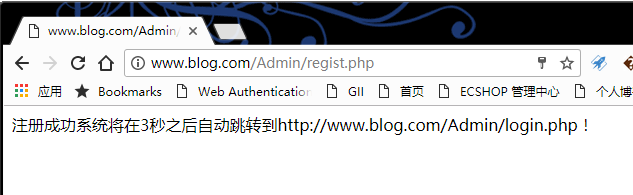 www.blog.com/Admin/
www.blog.com/Admin/regist.php
应用 Bookmarks Web Authentication GII 首页 ECSHOP 管理中心 个人博
注册成功系统将在3秒之后自动跳转到http://www.blog.com/Admin/login.php！